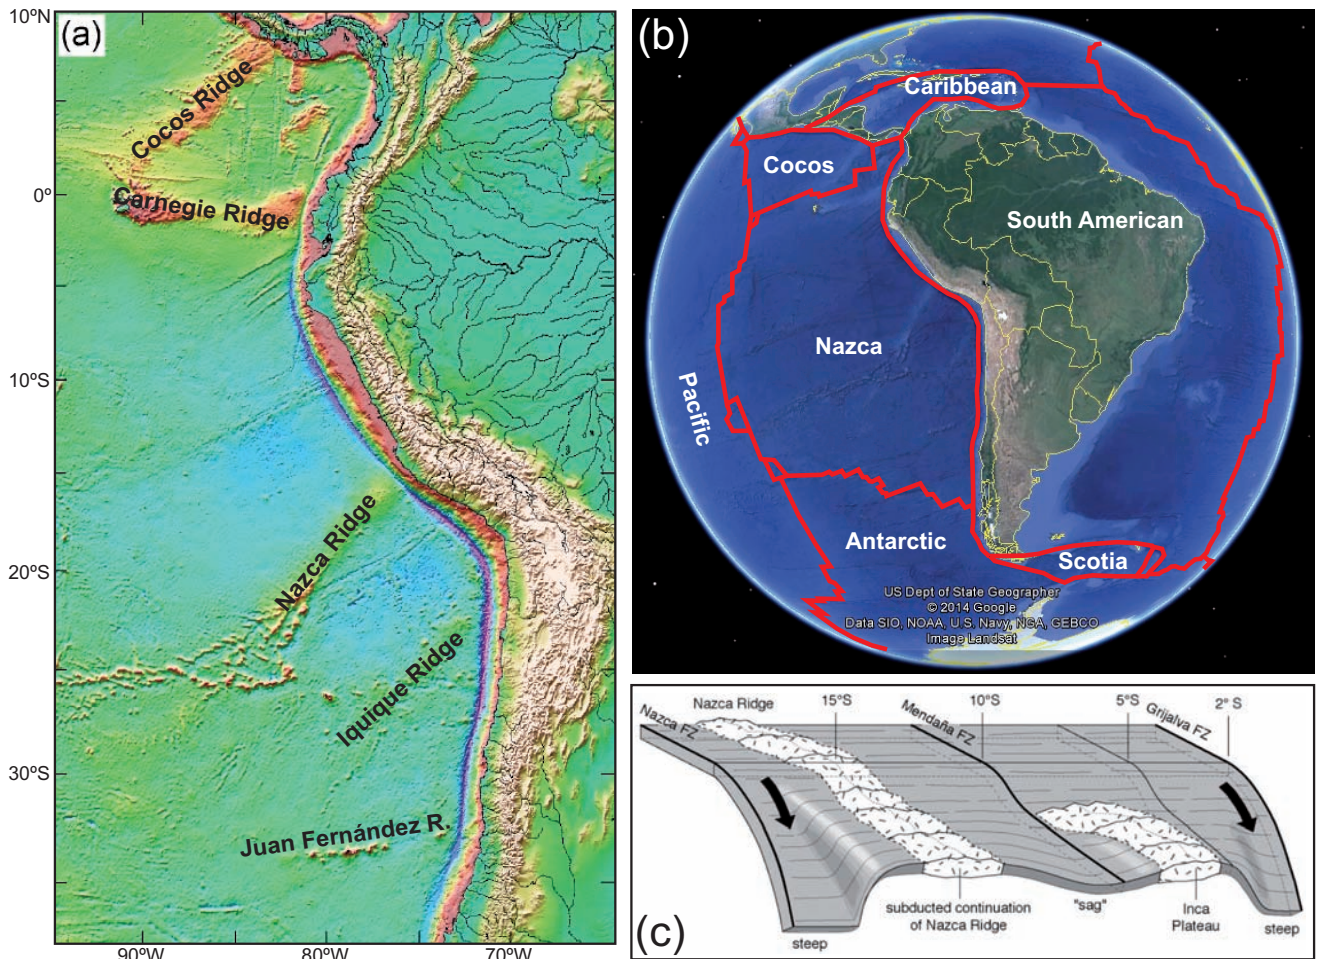 (a)
10ºN
0º
10ºS
20ºS
30ºS
90ºW
80ºW
70ºW
Cocos Ridge
Carnegie Ridge
Nazca Ridge
Iquique Ridge
Juan Fernández R.
(b)
Caribbean
Cocos
South American
Nazca
Pacific
Antarctic
Scotia
US Dept of State Geographer
© 2014 Google
Data SIO, NOAA, U.S. Navy, NGA, GEBCO
Image Landsat
(c)
Nazca Ridge
15ºS
10ºS
5ºS
2º S
Nazca FZ
Mendaña FZ
Grijalva FZ
subducted continuation
of Nazca Ridge
"sag"
Inca
Plateau
steep
steep